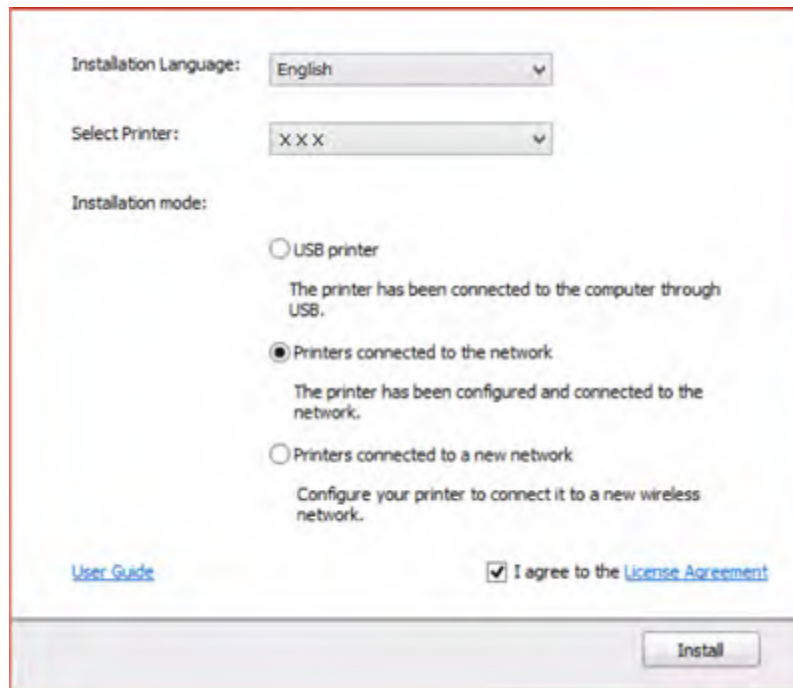 Installation Language: English
Select Printer: X X X
Installation mode:
USB printer
The printer has been connected to the computer through
USB.
Printers connected to the network
The printer has been configured and connected to the
network.
Printers connected to a new network
Configure your printer to connect it to a new wireless
network.
User Guide I agree to the License Agreement
Install